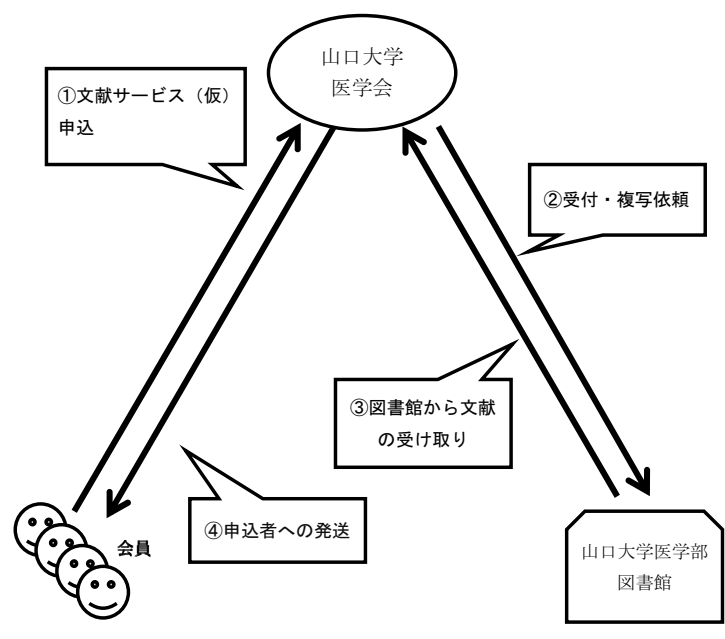 山口大学
医学会
①文献サービス（仮）
申込
②受付・複写依頼
③図書館から文献
の受け取り
④申込者への発送
会員
山口大学医学部
図書館